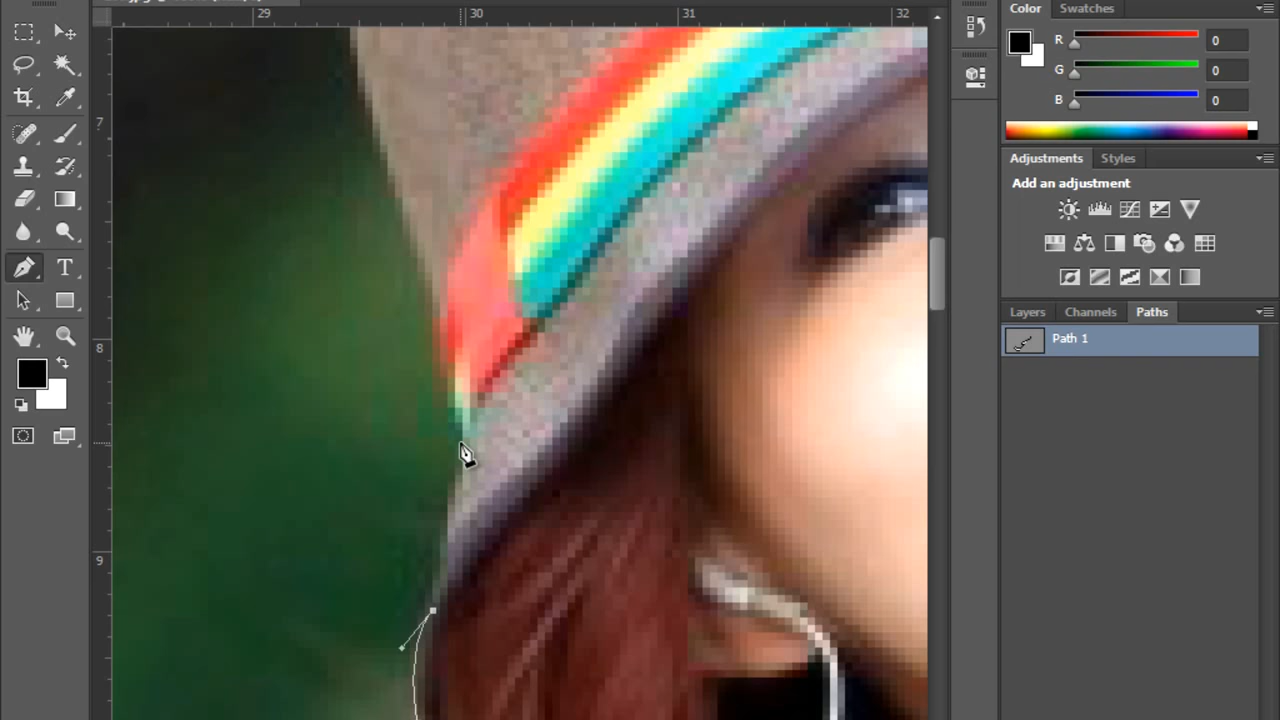 29
30
31
32
7
8
9
T
Color
Swatches
R
0
G
0
B
0
Adjustments
Styles
Add an adjustment
Layers
Channels
Paths
Path 1